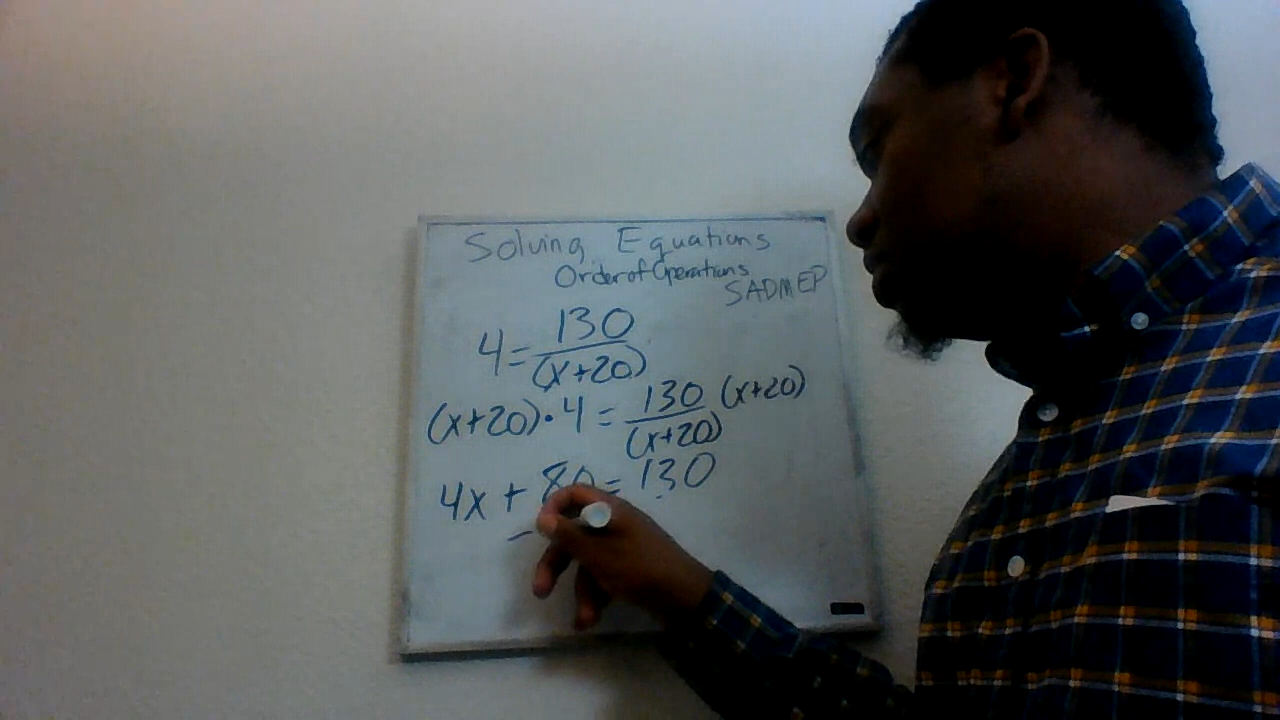 Solving Equations
Order of Operations
SADMEP
4 = 130/(x+20)
(x+20) • 4 = 130/(x+20) (x+20)
4x + 80 = 130
−